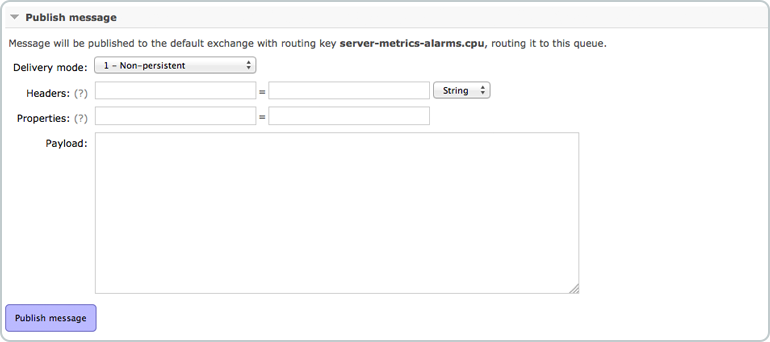 Publish message
Message will be published to the default exchange with routing key server-metrics-alarms.cpu, routing it to this queue.
Delivery mode: 1 – Non-persistent
Headers: (?) = String
Properties: (?) =
Payload:
Publish message